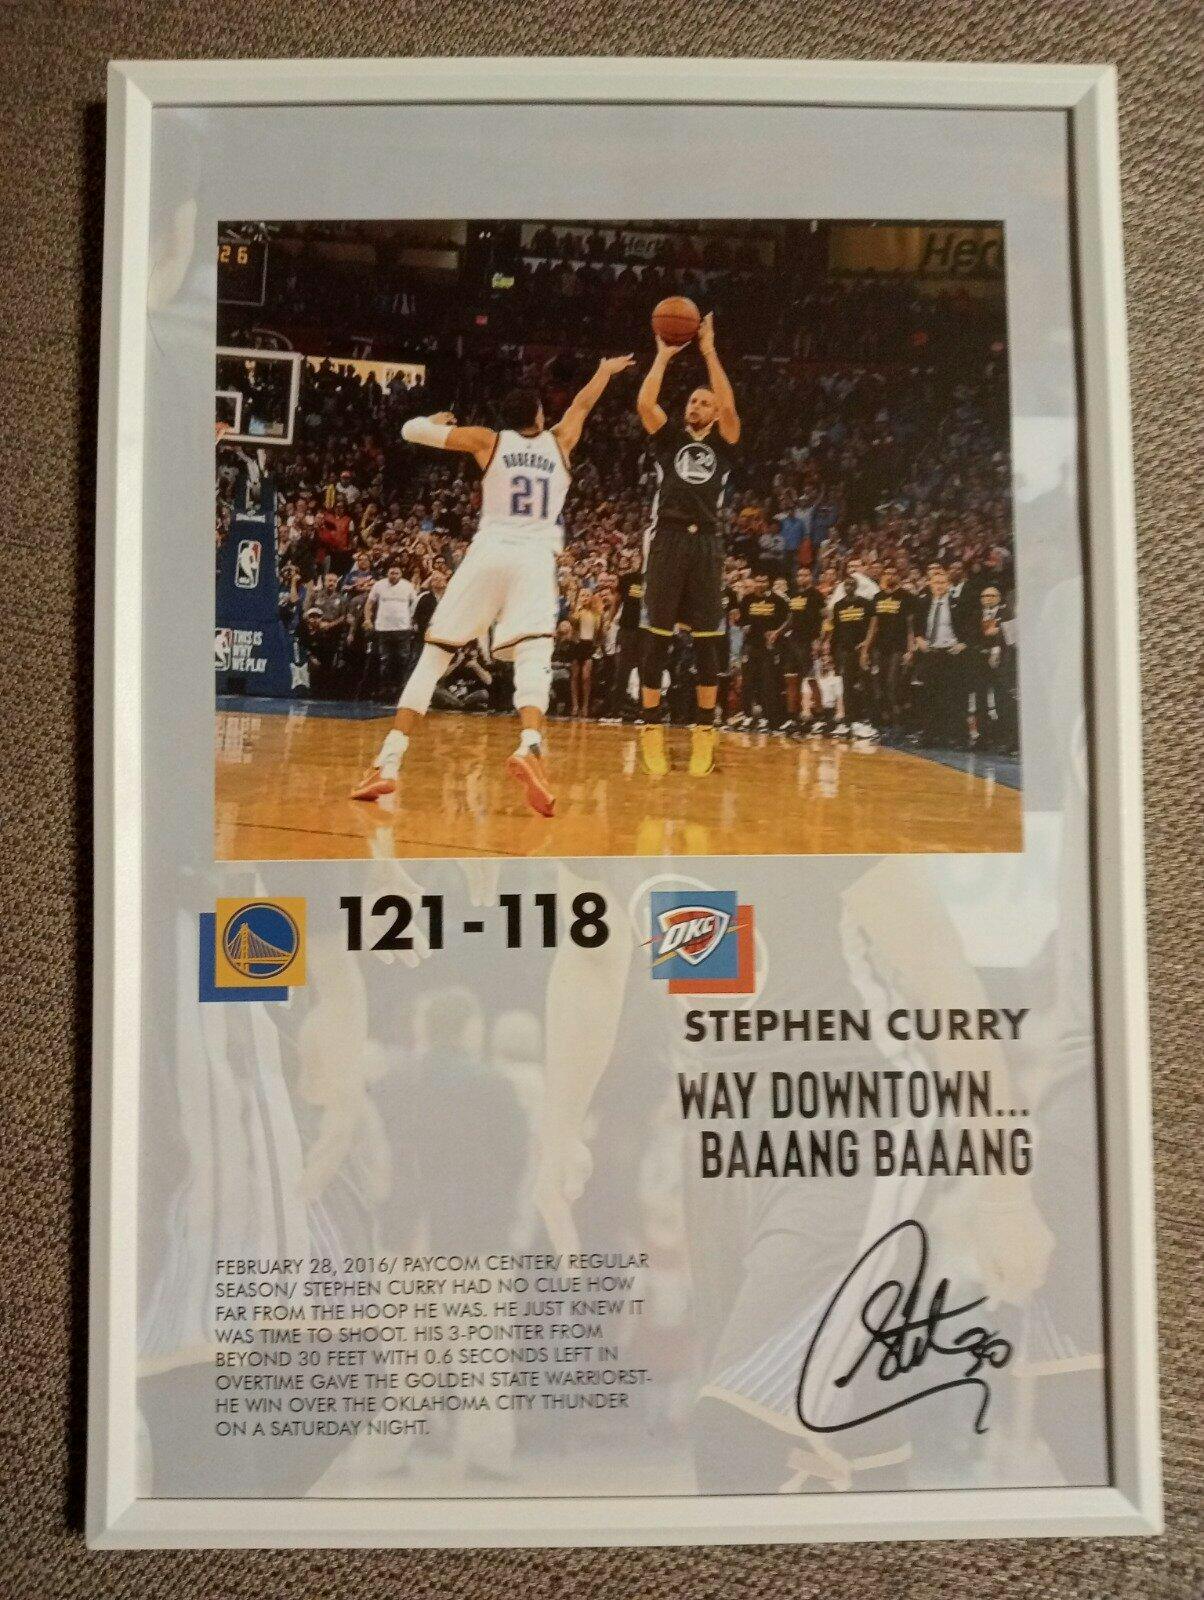 26
Hertz
Her
ROBERSON
21
30
THIS IS
WHY
WE PLAY
121 - 118
OKC
STEPHEN CURRY
WAY DOWNTOWN...
BAAANG BAAANG
FEBRUARY 28, 2016/ PAYCOM CENTER/ REGULAR
SEASON/ STEPHEN CURRY HAD NO CLUE HOW
FAR FROM THE HOOP HE WAS. HE JUST KNEW IT
WAS TIME TO SHOOT. HIS 3-POINTER FROM
BEYOND 30 FEET WITH 0.6 SECONDS LEFT IN
OVERTIME GAVE THE GOLDEN STATE WARRIORST-
HE WIN OVER THE OKLAHOMA CITY THUNDER
ON A SATURDAY NIGHT.
30